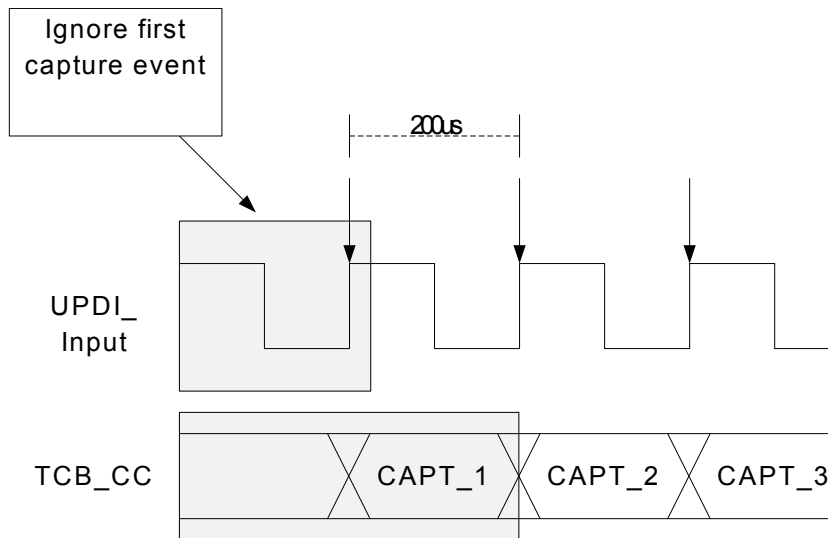 Ignore first
capture event
200us
UPDI_
Input
TCB_CC
CAPT_1
CAPT_2
CAPT_3